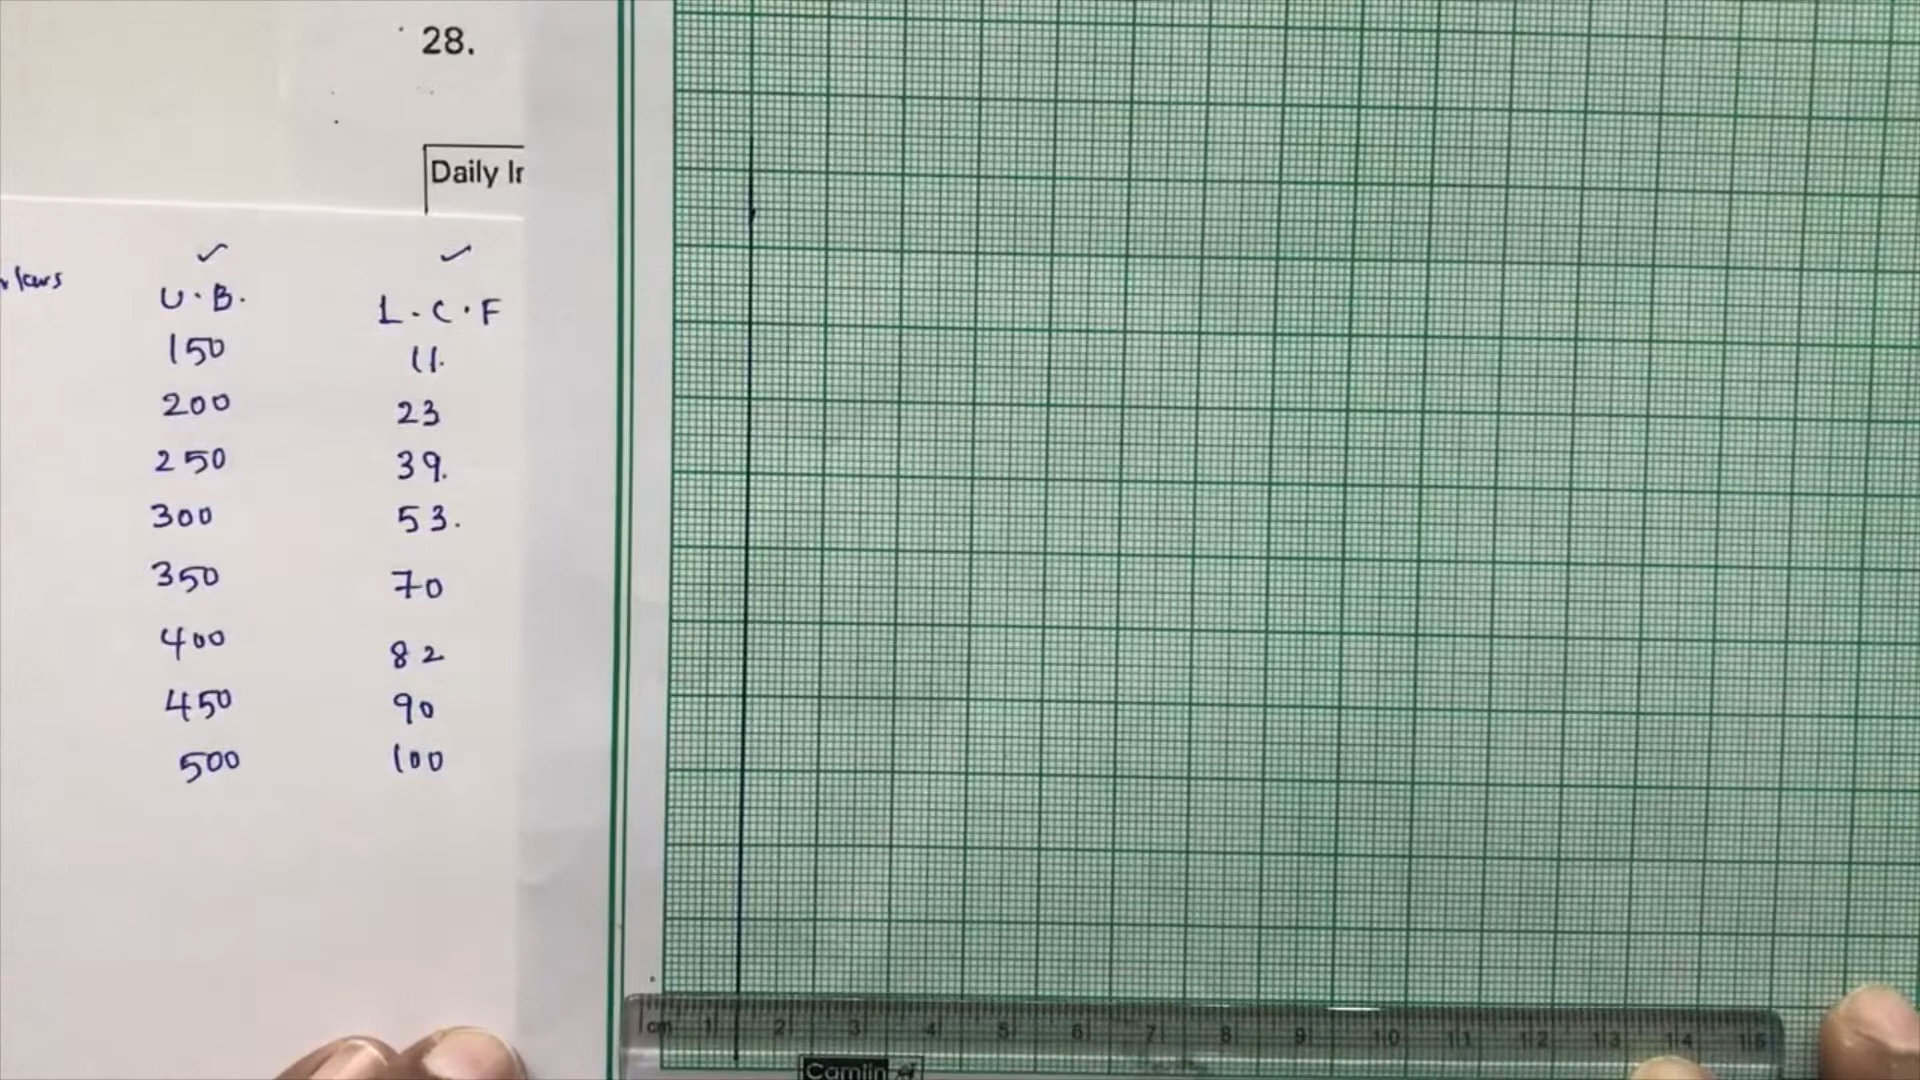 28.
Daily Ir
U.B. L.C.F
150 11.
200 23
250 39.
300 53.
350 70
400 82
450 90
500 100
cm 1 2 3 4 5 6 7 8 9 10 11 12 13 14 15
Camlin